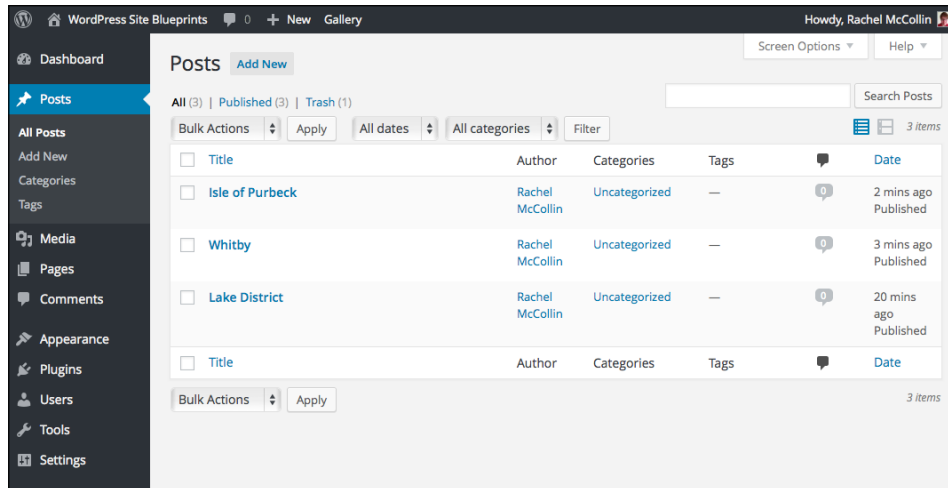 WordPress Site Blueprints 0 + New Gallery Howdy, Rachel McCollin
Screen Options Help
Dashboard
Posts
All Posts
Add New
Categories
Tags
Media
Pages
Comments
Appearance
Plugins
Users
Tools
Settings
Posts Add New
All (3) | Published (3) | Trash (1)
Search Posts
Bulk Actions Apply All dates All categories Filter 3 items
Title Author Categories Tags Date
Isle of Purbeck Rachel McCollin Uncategorized — 0 2 mins ago Published
Whitby Rachel McCollin Uncategorized — 0 3 mins ago Published
Lake District Rachel McCollin Uncategorized — 0 20 mins ago Published
Title Author Categories Tags Date
Bulk Actions Apply 3 items